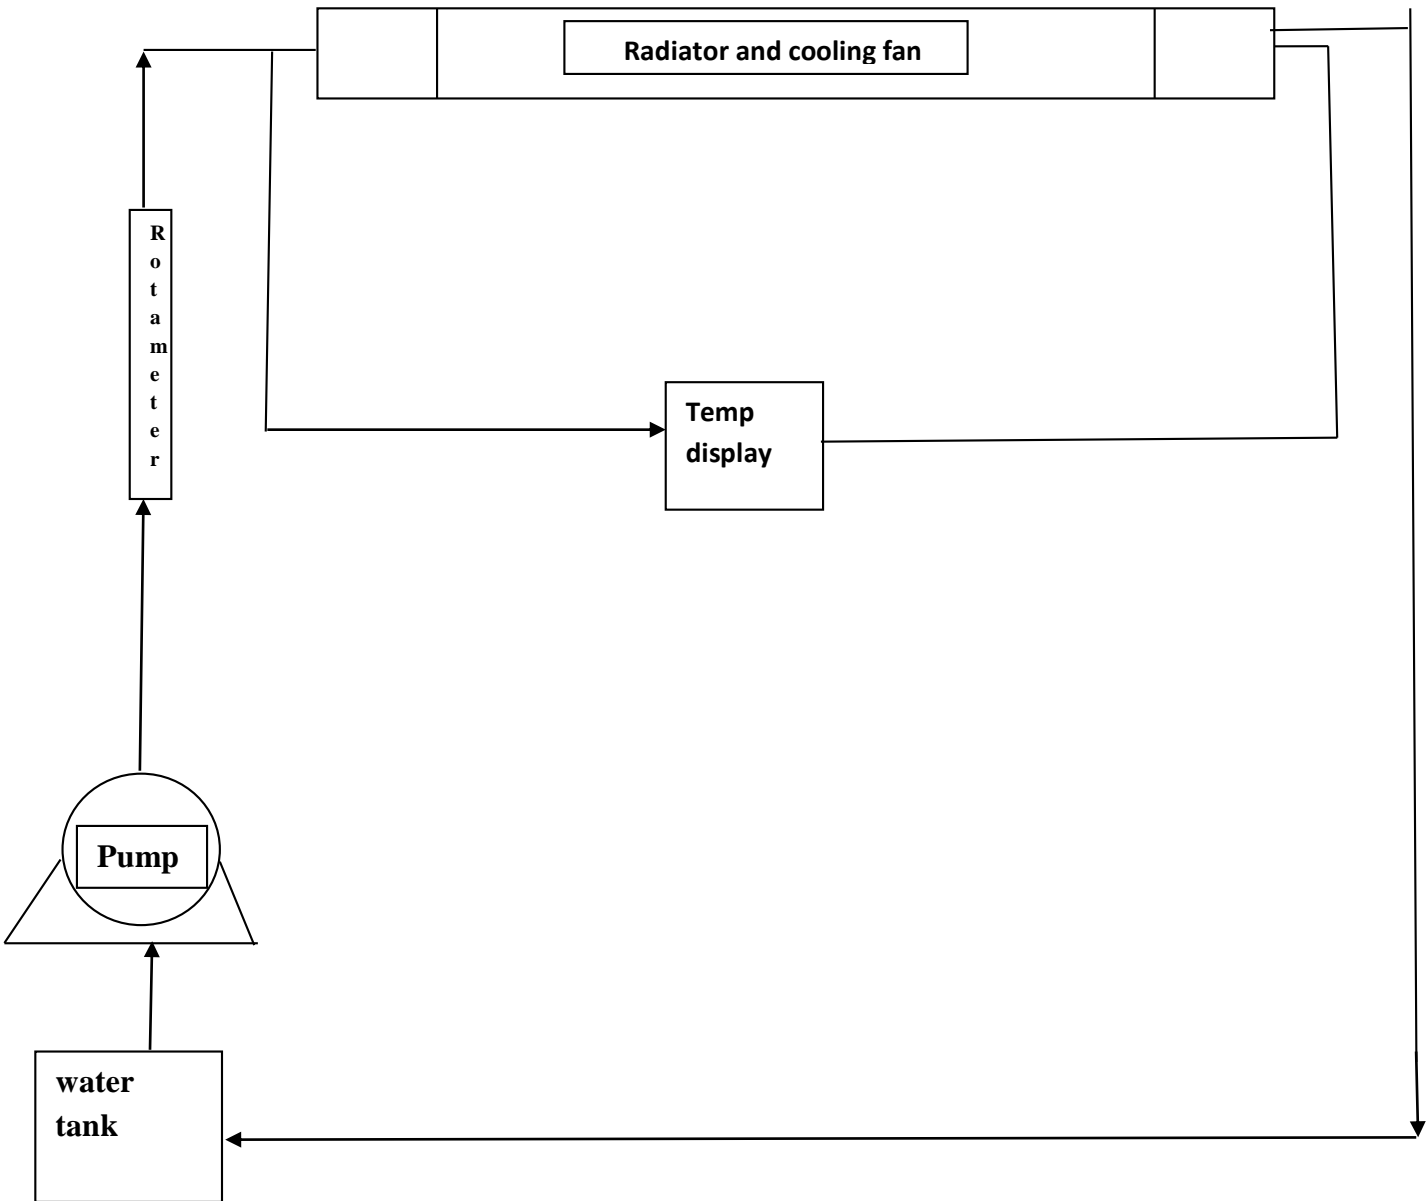 Radiator and cooling fan
R
o
t
a
m
e
t
e
r
Temp
display
Pump
water
tank